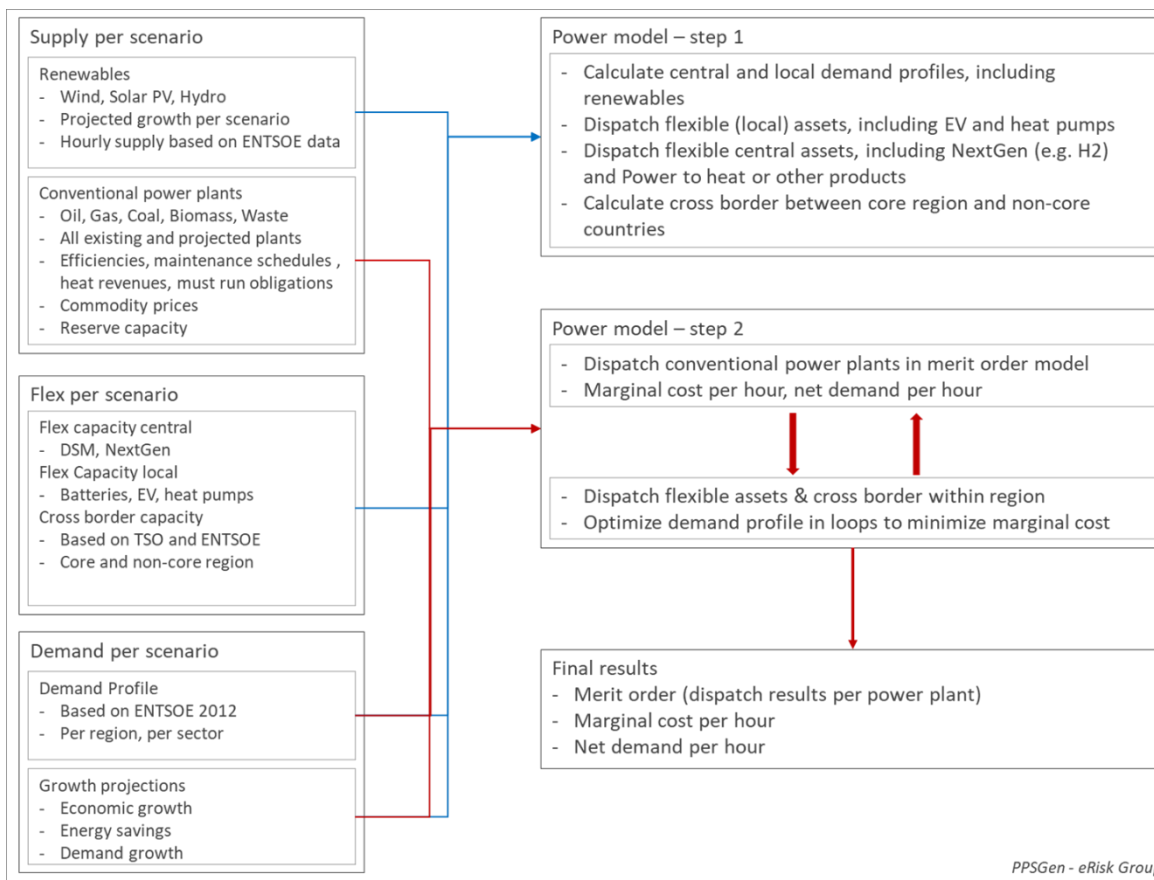 Supply per scenario
Renewables
- Wind, Solar PV, Hydro
- Projected growth per scenario
- Hourly supply based on ENTSOE data
Conventional power plants
- Oil, Gas, Coal, Biomass, Waste
- All existing and projected plants
- Efficiencies, maintenance schedules ,
heat revenues, must run obligations
- Commodity prices
- Reserve capacity
Flex per scenario
Flex capacity central
- DSM, NextGen
Flex Capacity local
- Batteries, EV, heat pumps
Cross border capacity
- Based on TSO and ENTSOE
- Core and non-core region
Demand per scenario
Demand Profile
- Based on ENTSOE 2012
- Per region, per sector
Growth projections
- Economic growth
- Energy savings
- Demand growth
Power model – step 1
- Calculate central and local demand profiles, including
renewables
- Dispatch flexible (local) assets, including EV and heat pumps
- Dispatch flexible central assets, including NextGen (e.g. H2)
and Power to heat or other products
- Calculate cross border between core region and non-core
countries
Power model – step 2
- Dispatch conventional power plants in merit order model
- Marginal cost per hour, net demand per hour
- Dispatch flexible assets & cross border within region
- Optimize demand profile in loops to minimize marginal cost
Final results
- Merit order (dispatch results per power plant)
- Marginal cost per hour
- Net demand per hour
PPSGen - eRisk Group